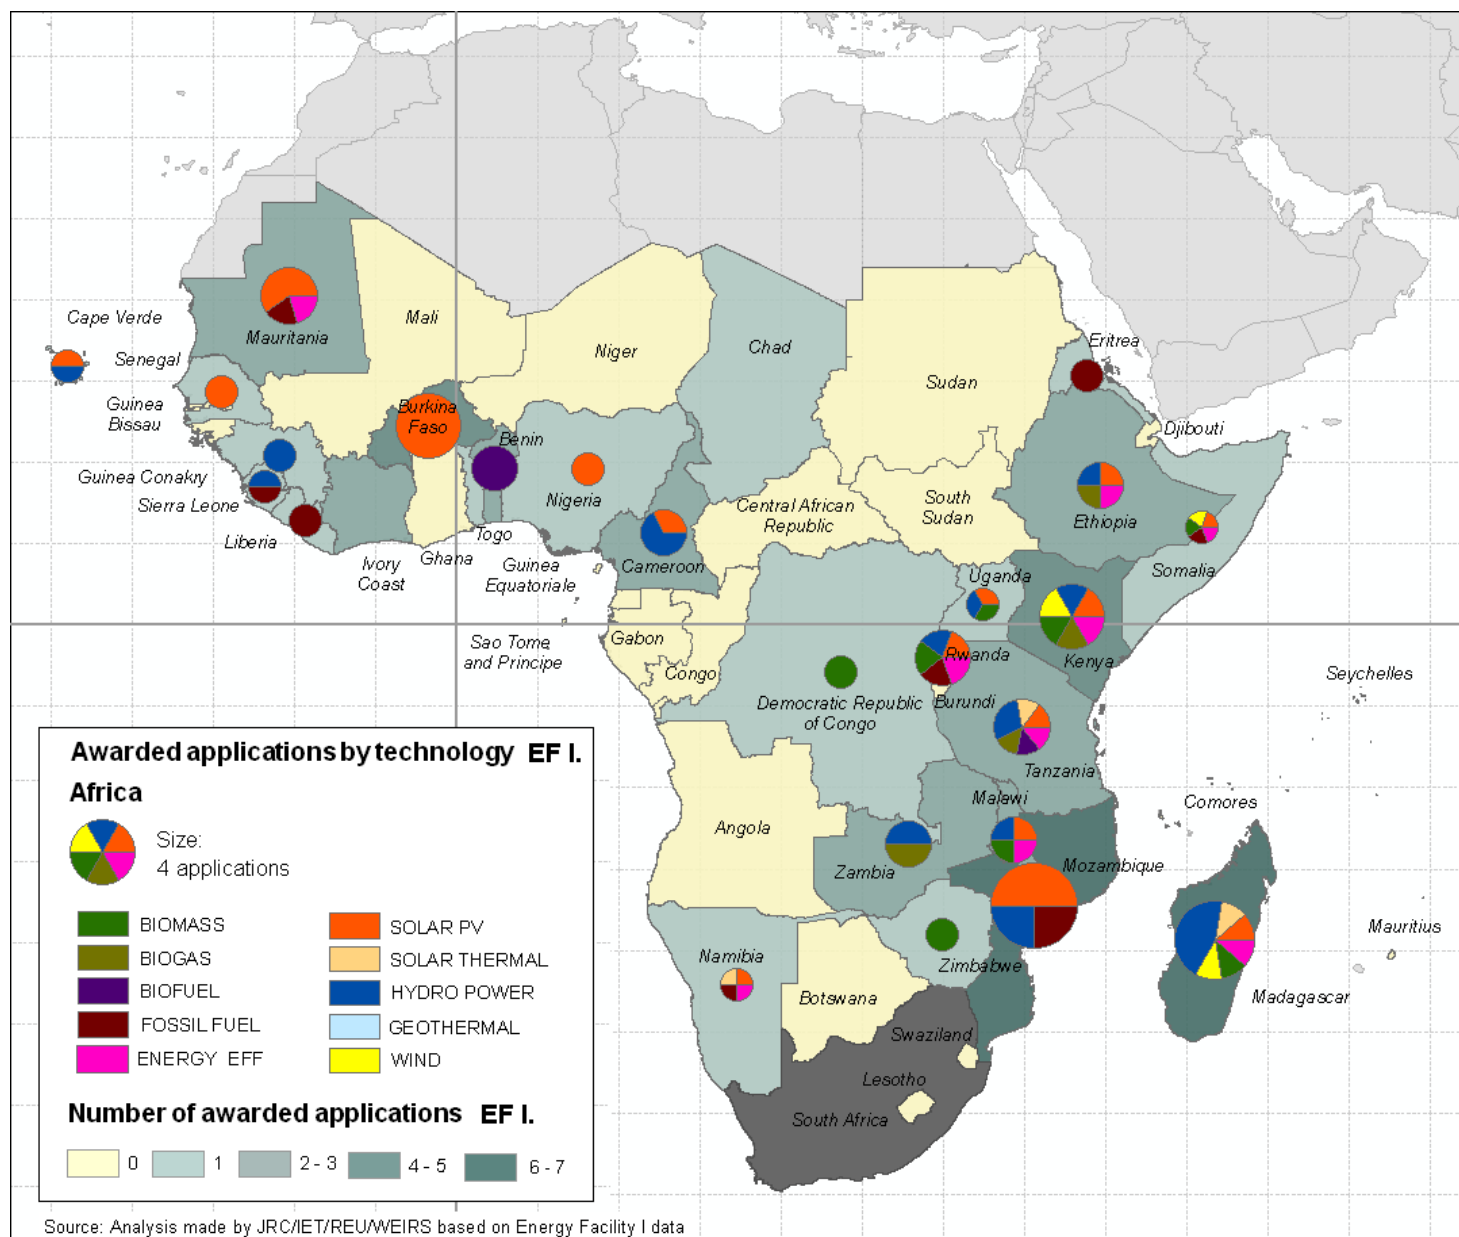 Cape Verde
Mauritania
Mali
Niger
Chad
Sudan
Eritrea
Senegal
Guinea
Bissau
Burkina
Faso
Benin
Nigeria
Djibouti
Guinea Conakry
Sierra Leone
Liberia
Ivory
Coast
Ghana
Togo
Guinea
Equatoriale
Cameroon
Central African
Republic
South
Sudan
Ethiopia
Somalia
Uganda
Sao Tome
and Principe
Gabon
Congo
Rwanda
Kenya
Burundi
Democratic Republic
of Congo
Tanzania
Seychelles
Malawi
Comores
Angola
Zambia
Mozambique
Mauritius
Namibia
Zimbabwe
Botswana
Madagascar
Swaziland
Lesotho
South Africa
Awarded applications by technology EF I.
Africa
Size:
4 applications
BIOMASS
SOLAR PV
BIOGAS
SOLAR THERMAL
BIOFUEL
HYDRO POWER
FOSSIL FUEL
GEOTHERMAL
ENERGY EFF
WIND
Number of awarded applications EF I.
0 1 2 - 3 4 - 5 6 - 7
Source: Analysis made by JRC/IET/REU/WEIRS based on Energy Facility I data